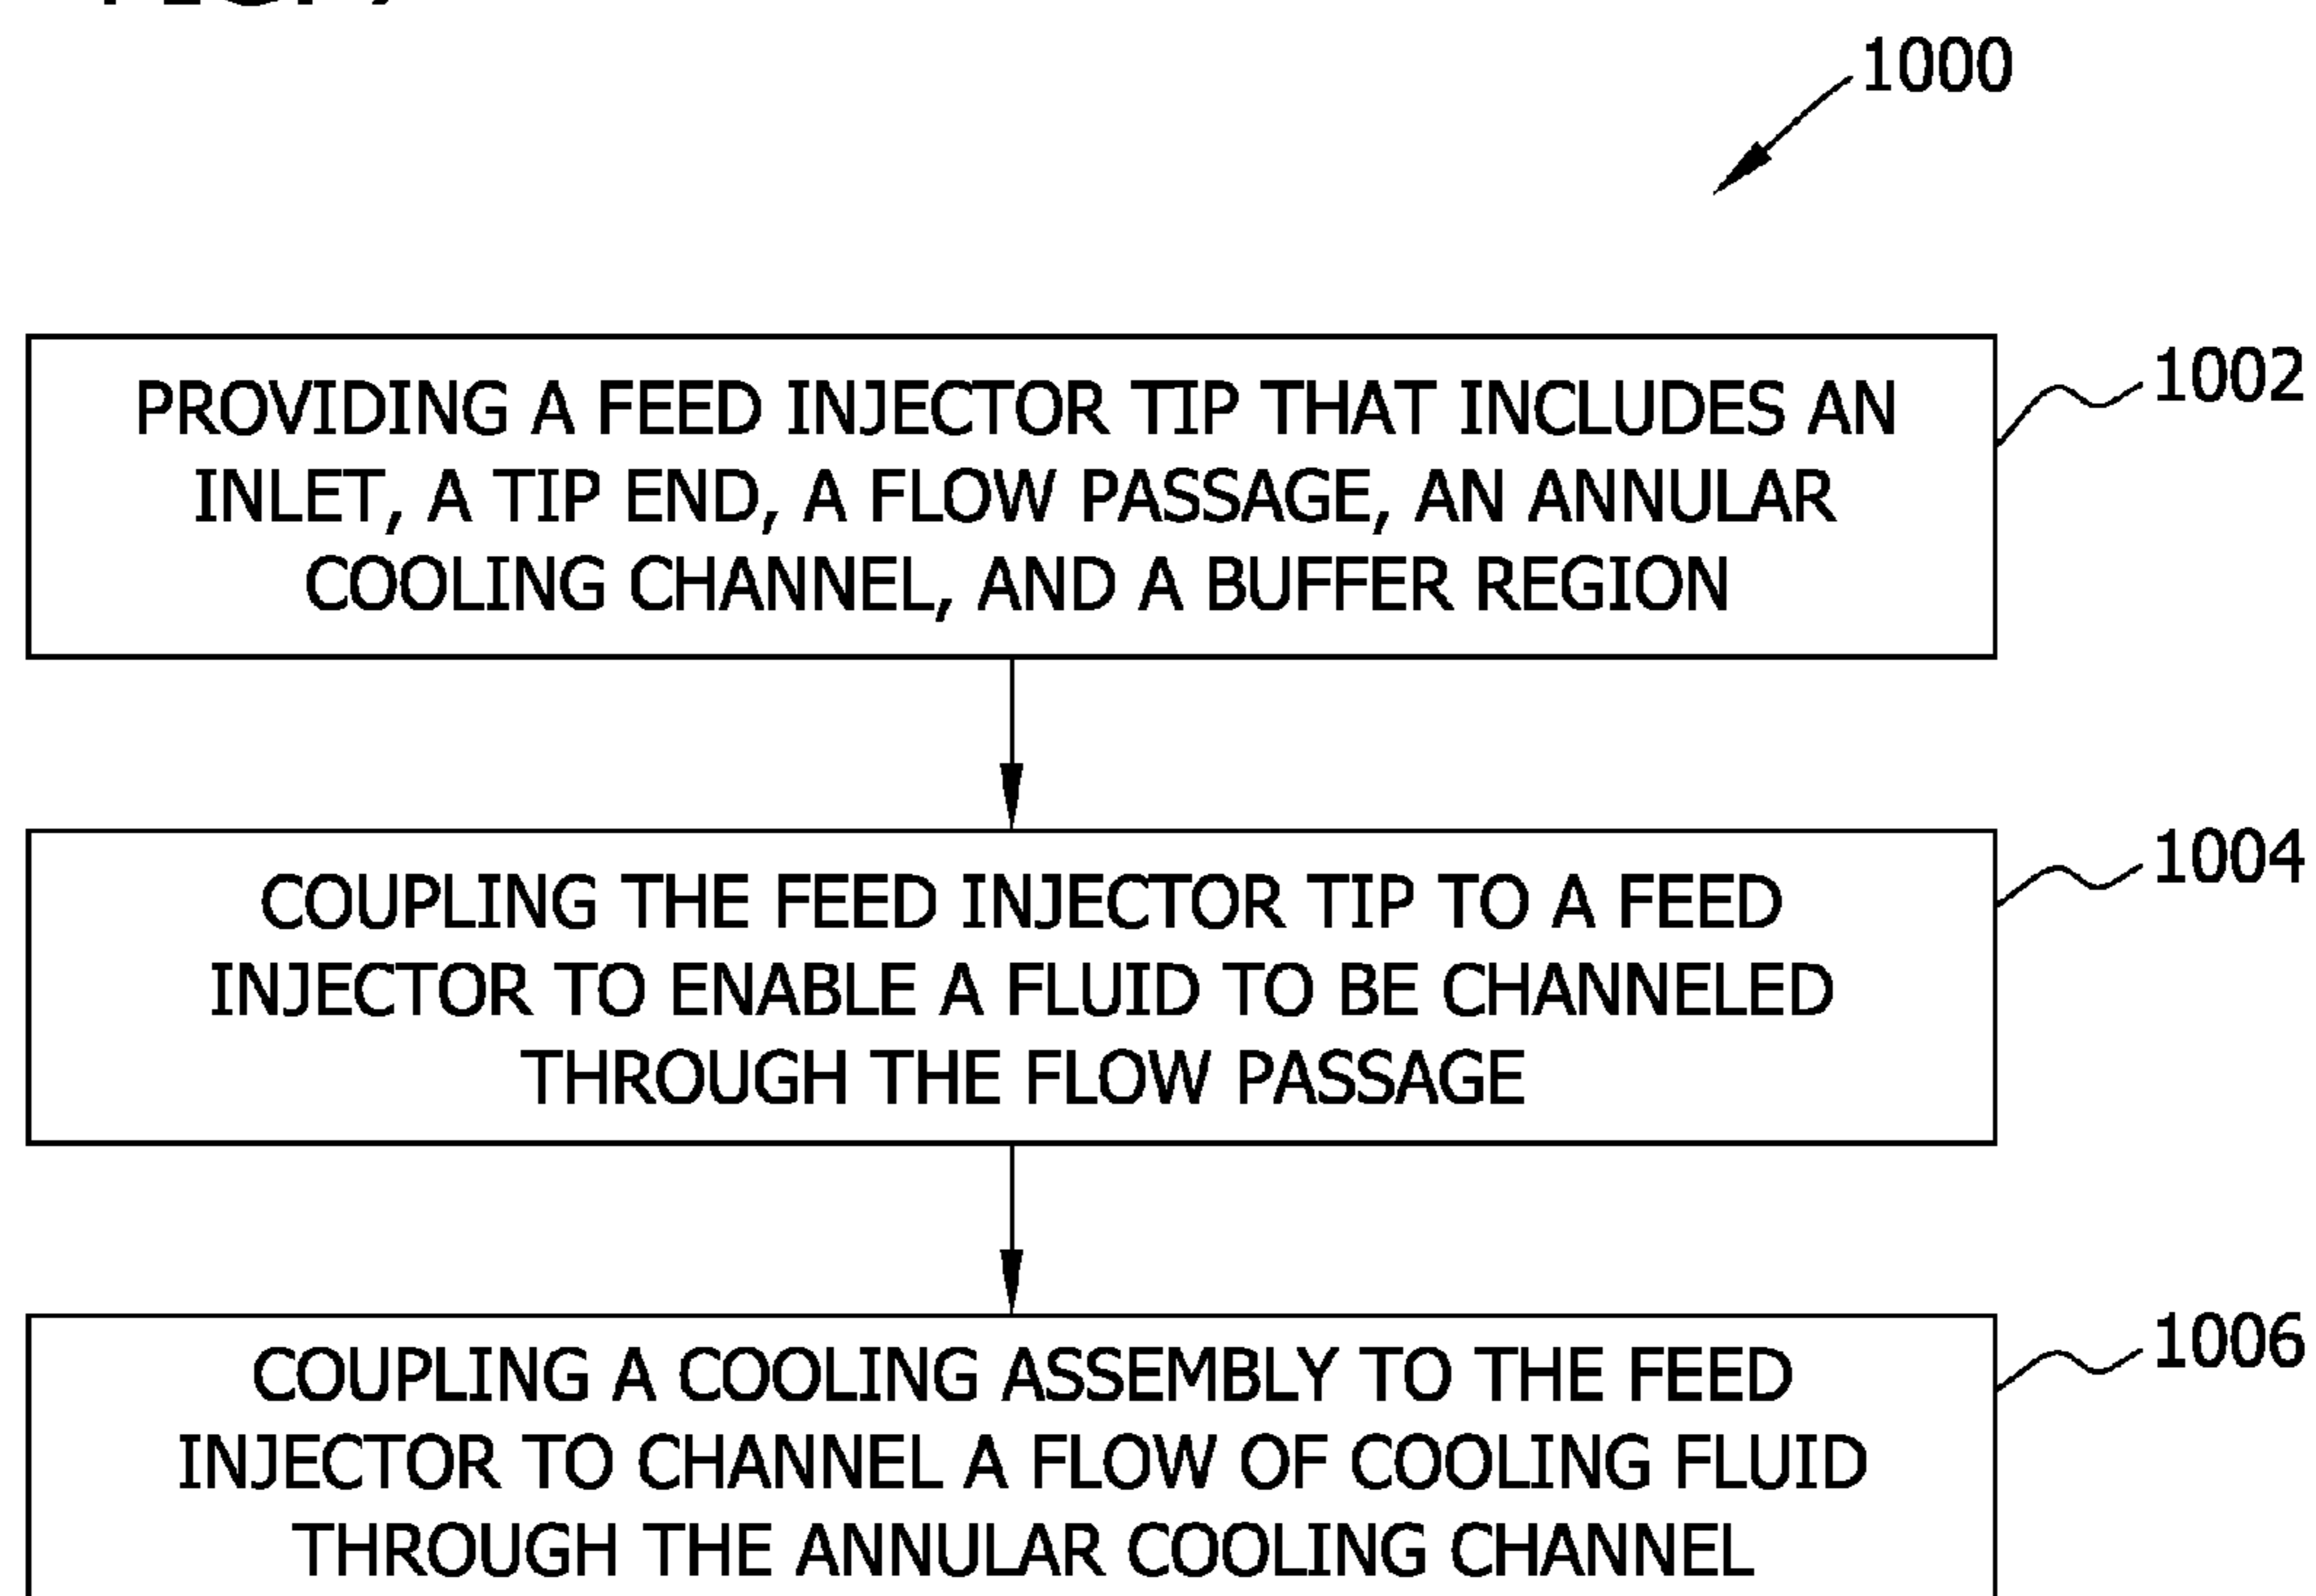 1000
PROVIDING A FEED INJECTOR TIP THAT INCLUDES AN
INLET, A TIP END, A FLOW PASSAGE, AN ANNULAR
COOLING CHANNEL, AND A BUFFER REGION
1002
COUPLING THE FEED INJECTOR TIP TO A FEED
INJECTOR TO ENABLE A FLUID TO BE CHANNELED
THROUGH THE FLOW PASSAGE
1004
COUPLING A COOLING ASSEMBLY TO THE FEED
INJECTOR TO CHANNEL A FLOW OF COOLING FLUID
THROUGH THE ANNULAR COOLING CHANNEL
1006